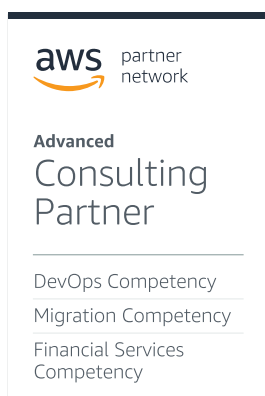 aws partner
network
Advanced
Consulting
Partner
DevOps Competency
Migration Competency
Financial Services
Competency